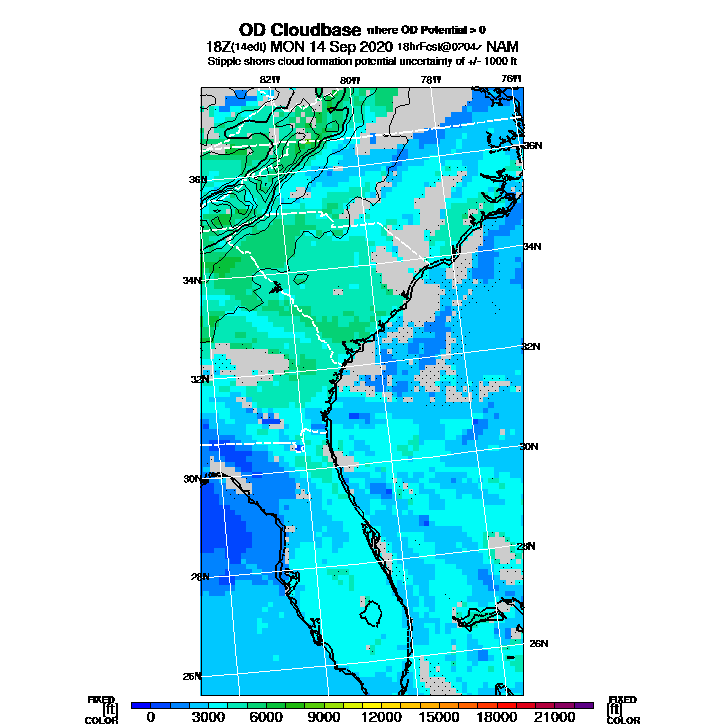 OD Cloudbase where OD Potential > 0
18Z(14edt) MON 14 Sep 2020 18hrFcst@0704z NAM
Stipple shows cloud formation potential uncertainty of +/- 1000 ft
82W 80W 78W 76W
36N
36N
34N
34N
32N
32N
30N
30N
28N
28N
26N
26N
FIXED FIXED
[ft] 0 3000 6000 9000 12000 15000 18000 21000 [ft]
COLOR COLOR